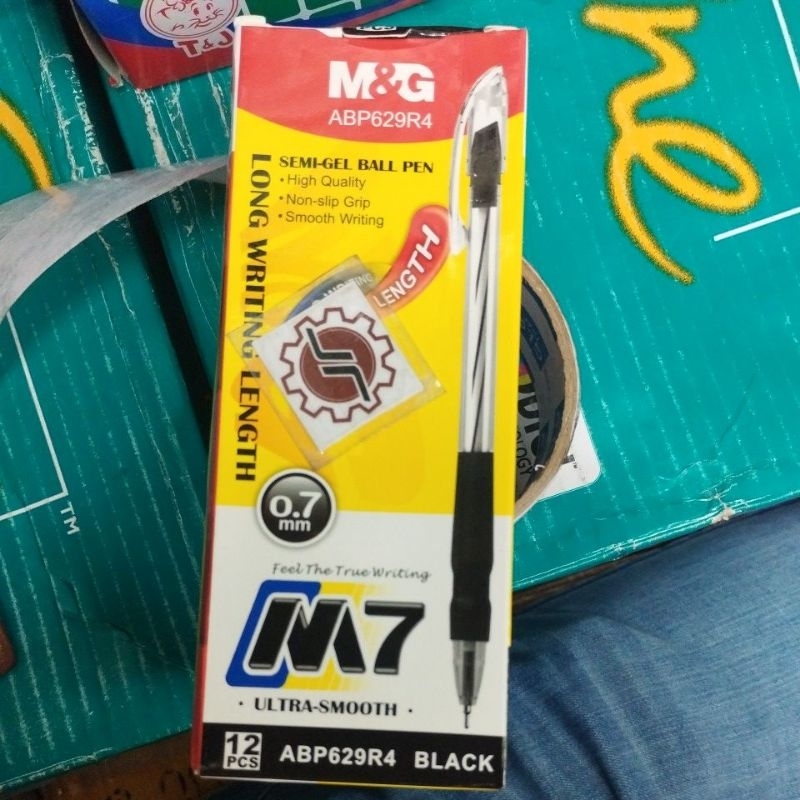 T&J
M&G
ABP629R4
SEMI-GEL BALL PEN
• High Quality
• Non-slip Grip
• Smooth Writing
LONG WRITING LENGTH
LENGTH
0.7
mm
Feel The True Writing
M7
· ULTRA-SMOOTH ·
12
PCS
ABP629R4 BLACK
TM